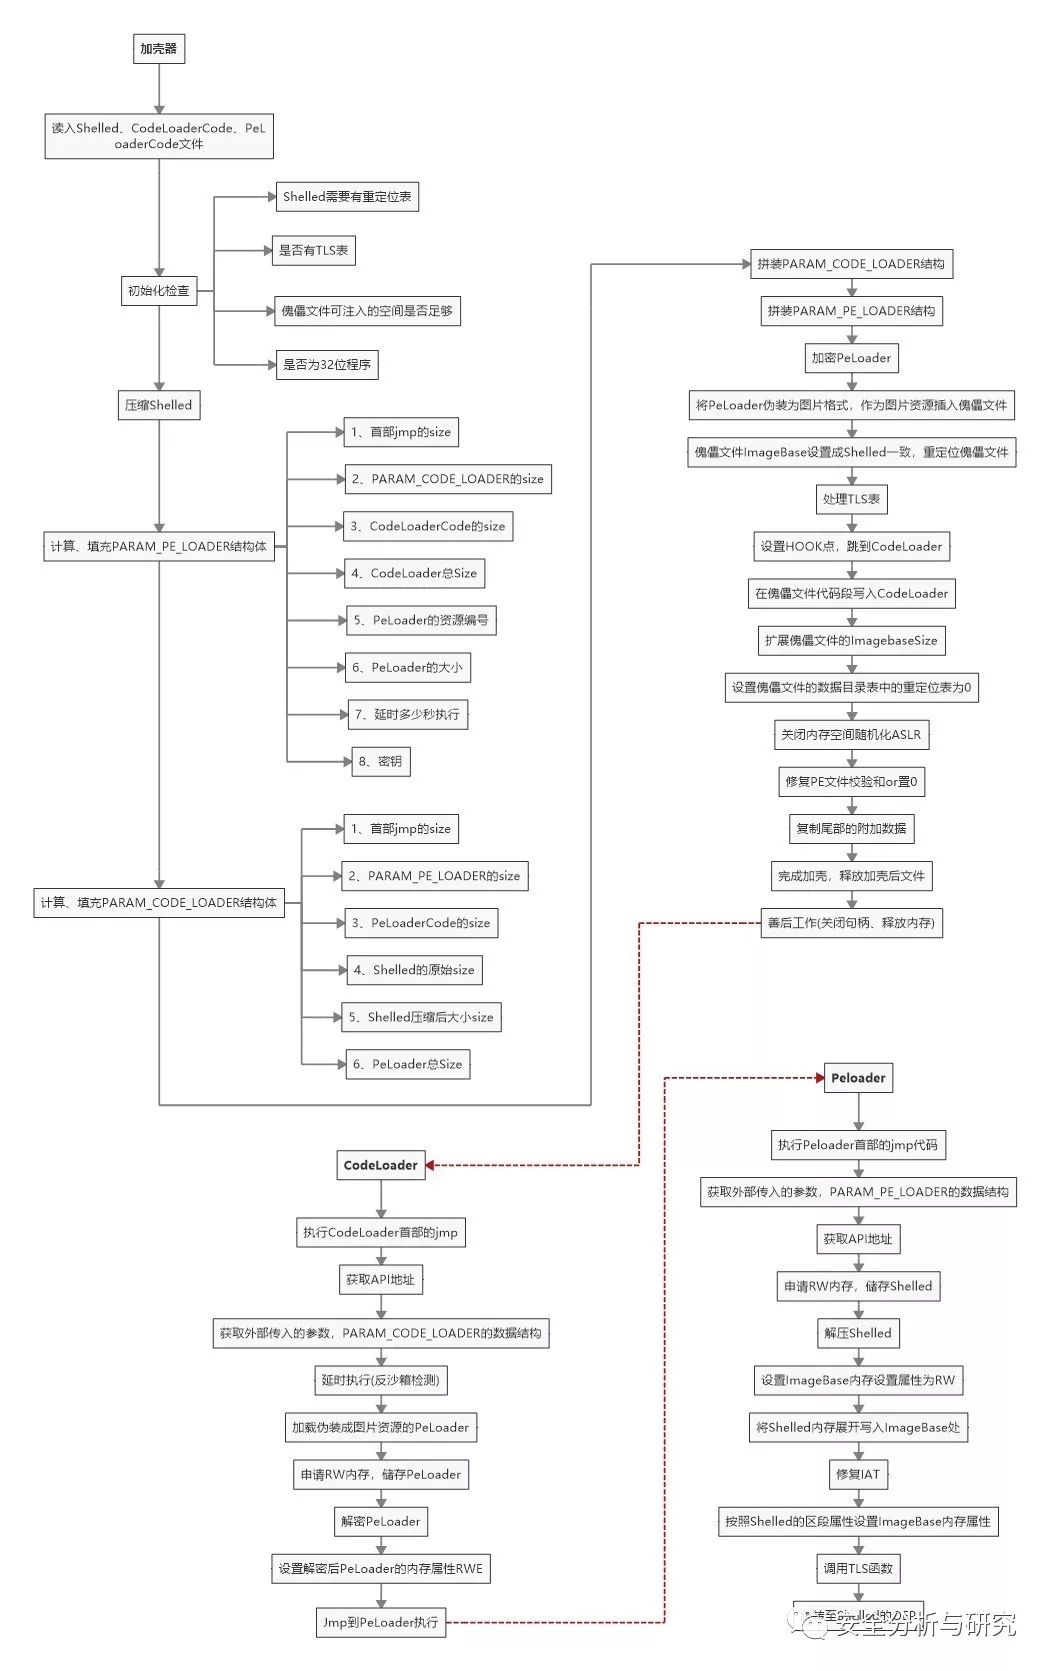 加壳器
读入Shelled、CodeLoaderCode、PeL
oaderCode文件
初始化检查
Shelled需要有重定位表
是否有TLS表
傀儡文件可注入的空间是否足够
是否为32位程序
压缩Shelled
计算、填充PARAM_PE_LOADER结构体
1、首部jmp的size
2、PARAM_CODE_LOADER的size
3、CodeLoaderCode的size
4、CodeLoader总Size
5、PeLoader的资源编号
6、PeLoader的大小
7、延时多少秒执行
8、密钥
计算、填充PARAM_CODE_LOADER结构体
1、首部jmp的size
2、PARAM_PE_LOADER的size
3、PeLoaderCode的size
4、Shelled的原始size
5、Shelled压缩后大小size
6、PeLoader总Size
拼装PARAM_CODE_LOADER结构
拼装PARAM_PE_LOADER结构
加密PeLoader
将PeLoader伪装为图片格式，作为图片资源插入傀儡文件
傀儡文件ImageBase设置成Shelled一致，重定位傀儡文件
处理TLS表
设置HOOK点，跳到CodeLoader
在傀儡文件代码段写入CodeLoader
扩展傀儡文件的ImagebaseSize
设置傀儡文件的数据目录表中的重定位表为0
关闭内存空间随机化ASLR
修复PE文件校验和or置0
复制尾部的附加数据
完成加壳，释放加壳后文件
善后工作(关闭句柄、释放内存)
CodeLoader
执行CodeLoader首部的jmp
获取API地址
获取外部传入的参数，PARAM_CODE_LOADER的数据结构
延时执行(反沙箱检测)
加载伪装成图片资源的PeLoader
申请RW内存，储存PeLoader
解密PeLoader
设置解密后PeLoader的内存属性RWE
Jmp到PeLoader执行
Peloader
执行Peloader首部的jmp代码
获取外部传入的参数，PARAM_PE_LOADER的数据结构
获取API地址
申请RW内存，储存Shelled
解压Shelled
设置ImageBase内存设置属性为RW
将Shelled内存展开写入ImageBase处
修复IAT
按照Shelled的区段属性设置ImageBase内存属性
调用TLS函数
安全分析与研究